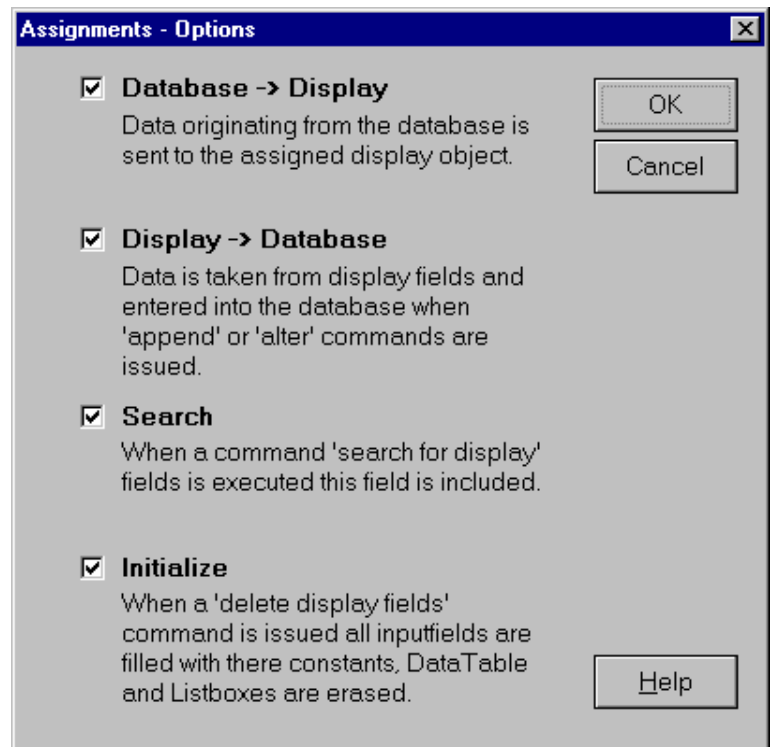 Assignments - Options
Database -> Display
Data originating from the database is
sent to the assigned display object.
OK
Cancel
Display -> Database
Data is taken from display fields and
entered into the database when
'append' or 'alter' commands are
issued.
Search
When a command 'search for display'
fields is executed this field is included.
Initialize
When a 'delete display fields'
command is issued all inputfields are
filled with there constants, DataTable
and Listboxes are erased.
Help